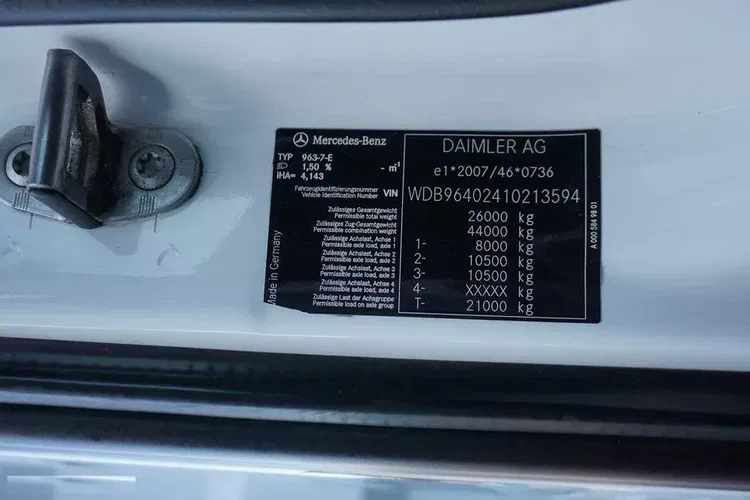 Mercedes-Benz
TYP 963-7-E
1,50 % - m⁻¹
iHA= 4,143
Fahrzeugidentifizierungsnummer
Vehicle Identification Number VIN
Zulässiges Gesamtgewicht
Permissible total weight
Zulässiges Zug-Gesamtgewicht
Permissible combination weight
Zulässige Achslast, Achse 1
Permissible axle load, axle 1
Zulässige Achslast, Achse 2
Permissible axle load, axle 2
Zulässige Achslast, Achse 3
Permissible axle load, axle 3
Zulässige Achslast, Achse 4
Permissible axle load, axle 4
Zulässige Last der Achsgruppe
Permissible load on axle group
DAIMLER AG
e1*2007/46*0736
WDB96402410213594
26000 kg
44000 kg
1- 8000 kg
2- 10500 kg
3- 10500 kg
4- XXXXX kg
T- 21000 kg
Made in Germany
A 000 584 98 01